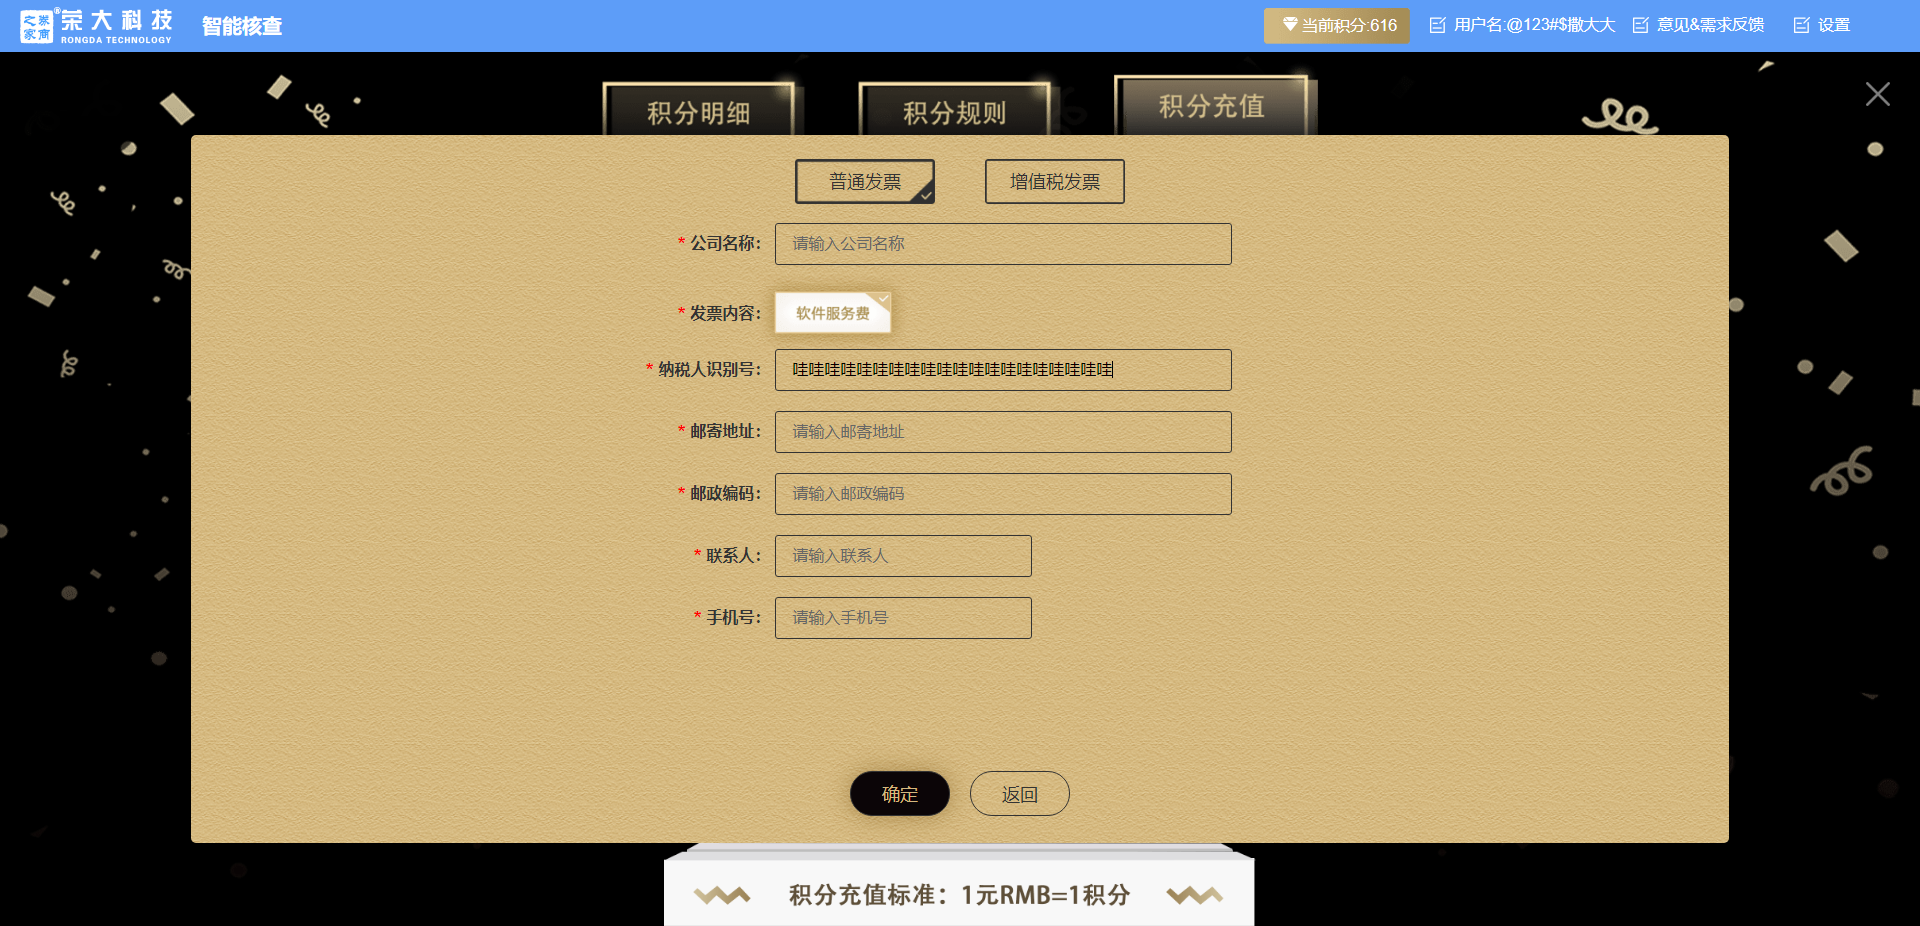 券商之家® 荣大科技
RONGDA TECHNOLOGY
智能核查
当前积分:616
用户名:@123#$撒大大
意见&需求反馈
设置
积分明细
积分规则
积分充值
普通发票
增值税发票
* 公司名称：
请输入公司名称
* 发票内容：
软件服务费
* 纳税人识别号：
哇哇哇哇哇哇哇哇哇哇哇哇哇哇哇哇哇哇哇哇
* 邮寄地址：
请输入邮寄地址
* 邮政编码：
请输入邮政编码
* 联系人：
请输入联系人
* 手机号：
请输入手机号
确定
返回
积分充值标准：1元RMB=1积分